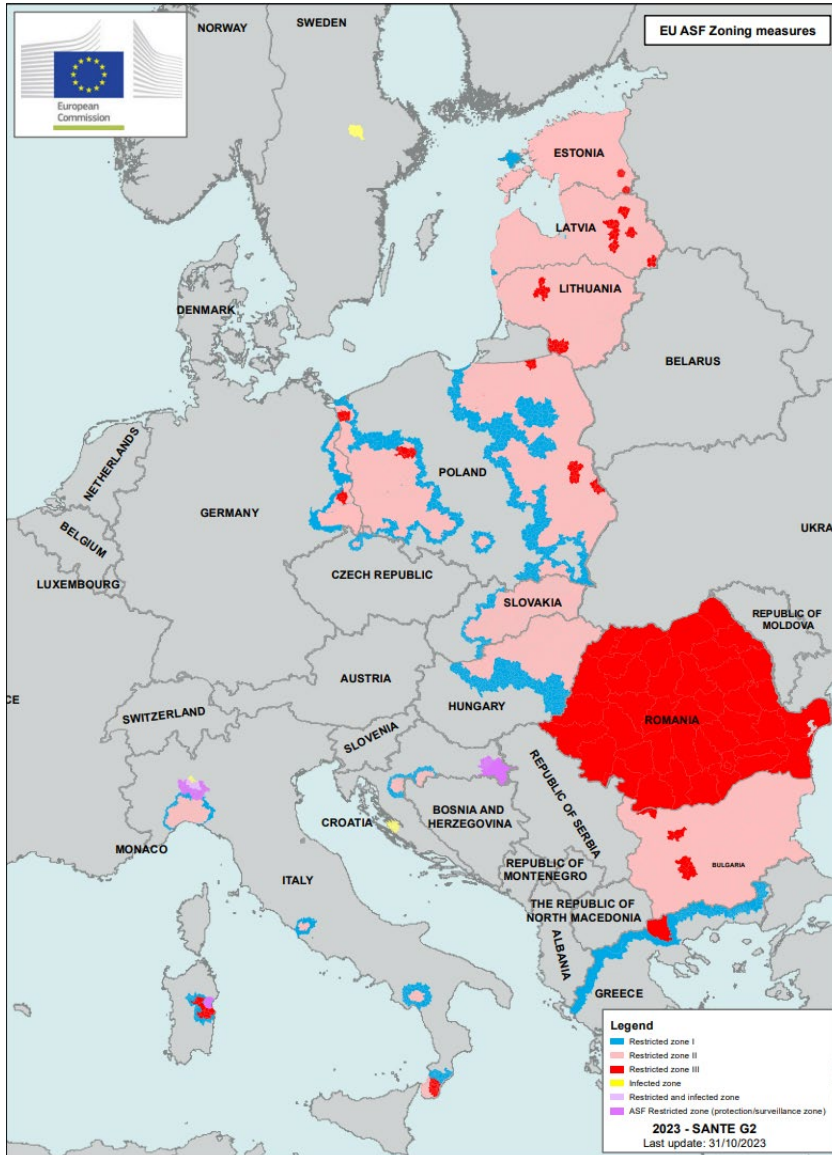 NORWAY
SWEDEN
EU ASF Zoning measures
European
Commission
ESTONIA
LATVIA
LITHUANIA
DENMARK
BELARUS
NETHERLANDS
POLAND
GERMANY
BELGIUM
UKRA
LUXEMBOURG
CZECH REPUBLIC
SLOVAKIA
REPUBLIC OF
MOLDOVA
AUSTRIA
CE
HUNGARY
SWITZERLAND
ROMANIA
SLOVENIA
REPUBLIC OF SERBIA
BOSNIA AND
HERZEGOVINA
CROATIA
MONACO
REPUBLIC OF
MONTENEGRO
BULGARIA
ITALY
THE REPUBLIC OF
NORTH MACEDONIA
ALBANIA
GREECE
Legend
Restricted zone I
Restricted zone II
Restricted zone III
Infected zone
Restricted and infected zone
ASF Restricted zone (protection/surveillance zone)
2023 - SANTE G2
Last update: 31/10/2023